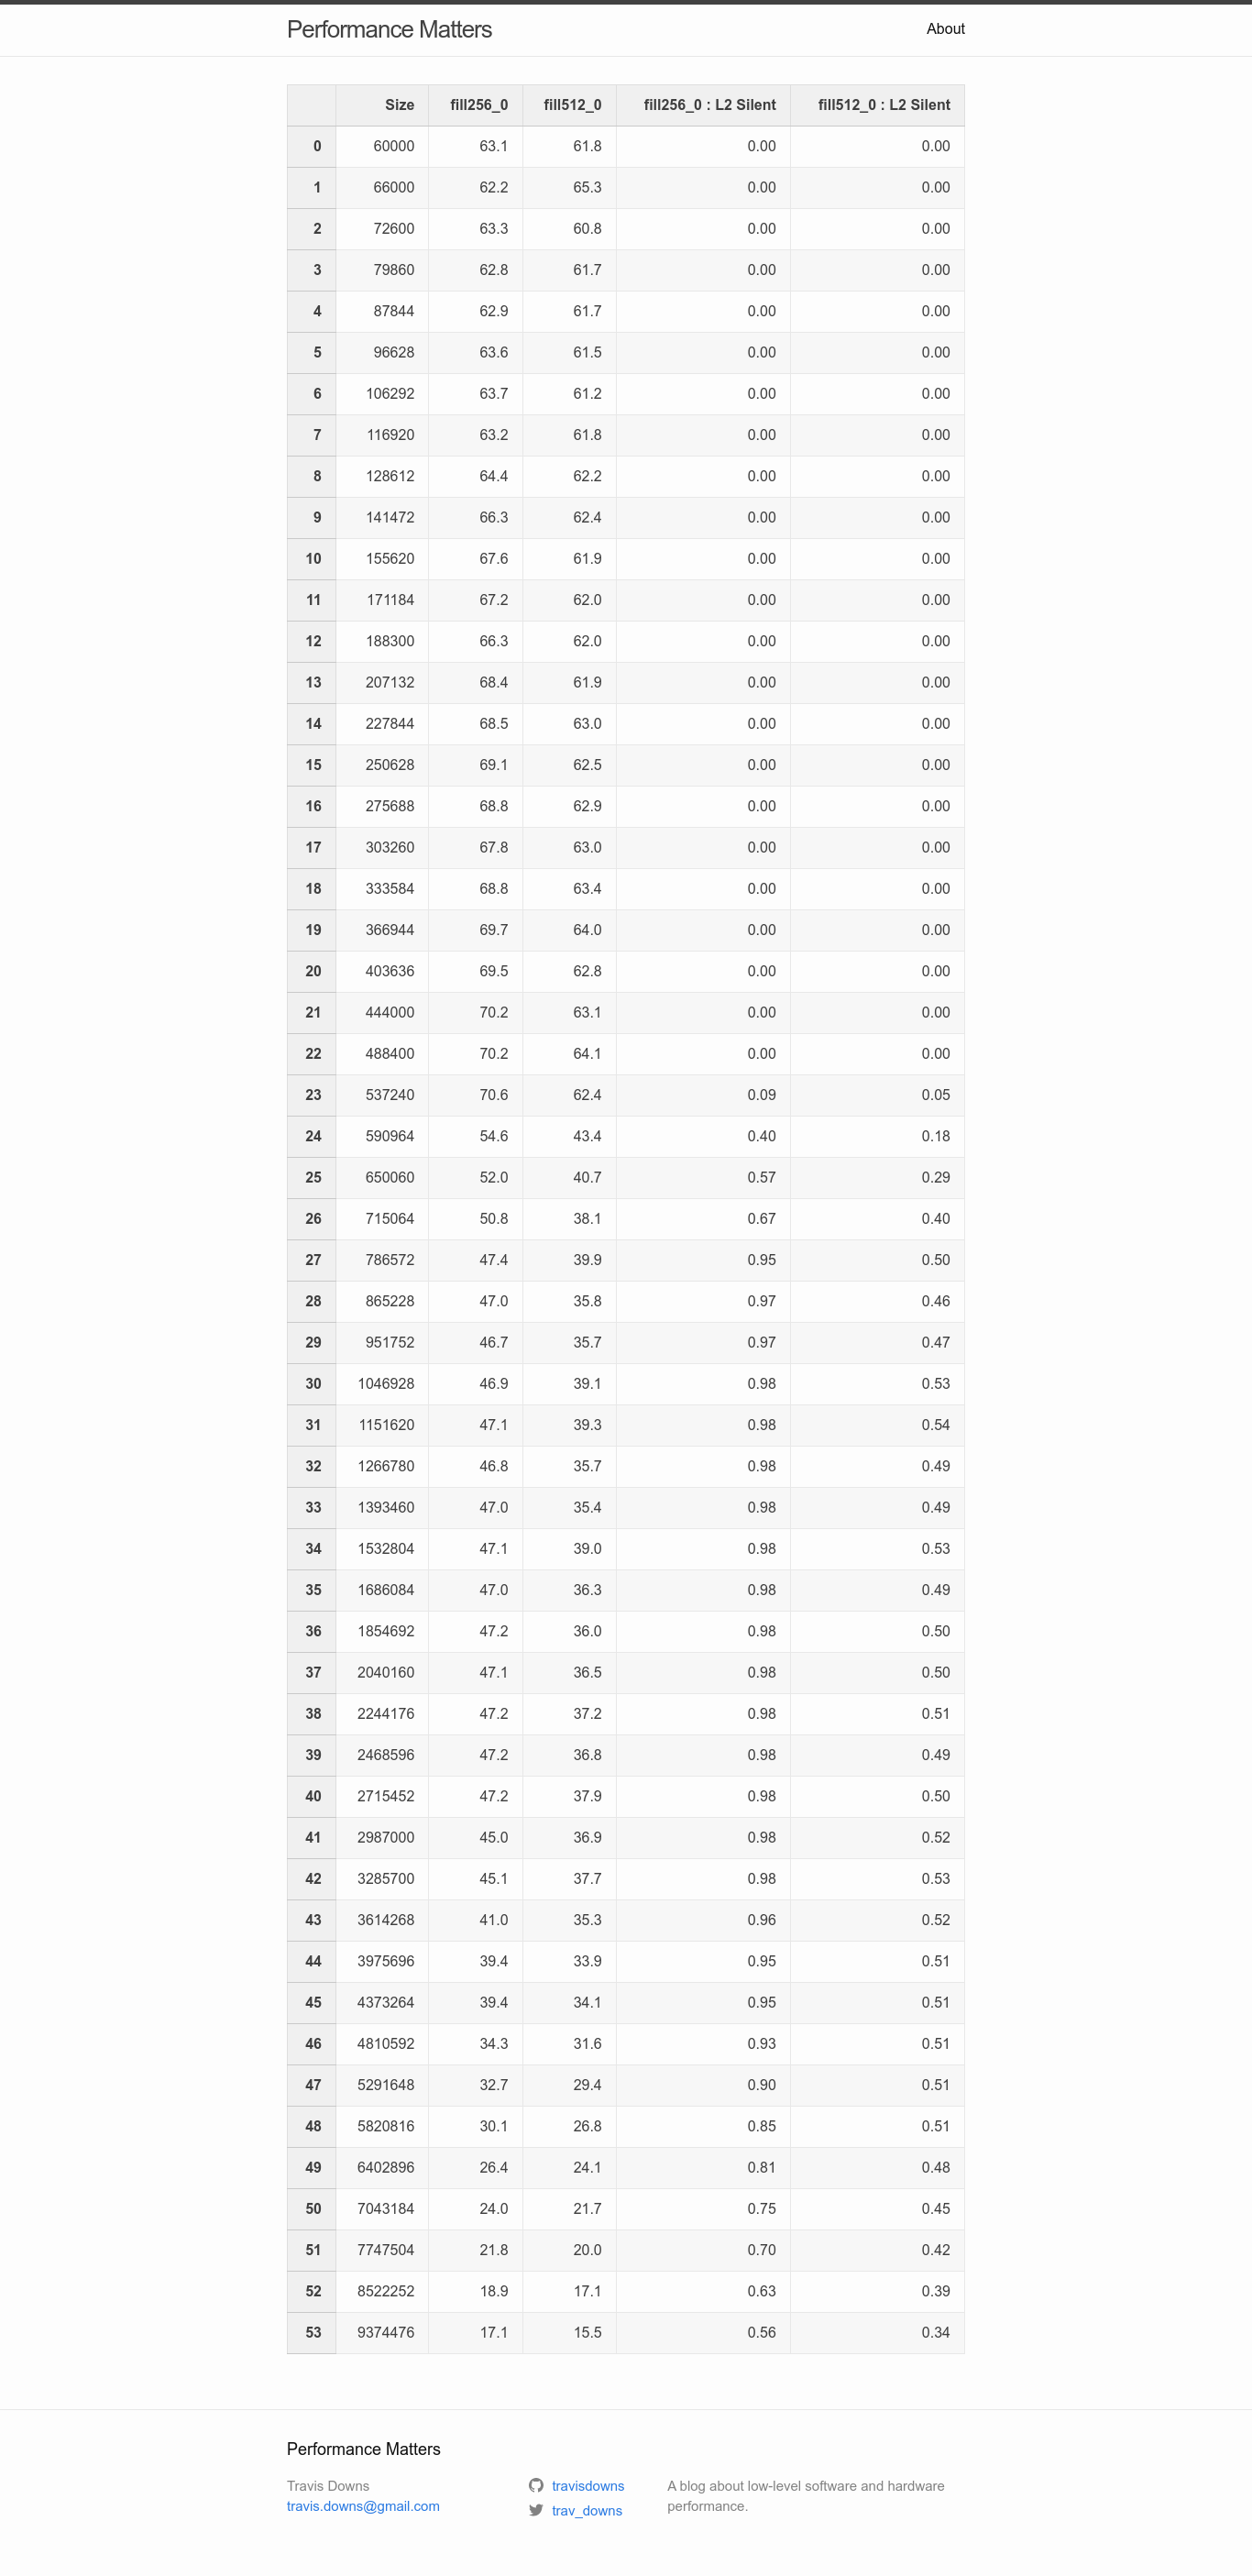 Performance Matters
About
Size fill256_0 fill512_0 fill256_0 : L2 Silent fill512_0 : L2 Silent
0 60000 63.1 61.8 0.00 0.00
1 66000 62.2 65.3 0.00 0.00
2 72600 63.3 60.8 0.00 0.00
3 79860 62.8 61.7 0.00 0.00
4 87844 62.9 61.7 0.00 0.00
5 96628 63.6 61.5 0.00 0.00
6 106292 63.7 61.2 0.00 0.00
7 116920 63.2 61.8 0.00 0.00
8 128612 64.4 62.2 0.00 0.00
9 141472 66.3 62.4 0.00 0.00
10 155620 67.6 61.9 0.00 0.00
11 171184 67.2 62.0 0.00 0.00
12 188300 66.3 62.0 0.00 0.00
13 207132 68.4 61.9 0.00 0.00
14 227844 68.5 63.0 0.00 0.00
15 250628 69.1 62.5 0.00 0.00
16 275688 68.8 62.9 0.00 0.00
17 303260 67.8 63.0 0.00 0.00
18 333584 68.8 63.4 0.00 0.00
19 366944 69.7 64.0 0.00 0.00
20 403636 69.5 62.8 0.00 0.00
21 444000 70.2 63.1 0.00 0.00
22 488400 70.2 64.1 0.00 0.00
23 537240 70.6 62.4 0.09 0.05
24 590964 54.6 43.4 0.40 0.18
25 650060 52.0 40.7 0.57 0.29
26 715064 50.8 38.1 0.67 0.40
27 786572 47.4 39.9 0.95 0.50
28 865228 47.0 35.8 0.97 0.46
29 951752 46.7 35.7 0.97 0.47
30 1046928 46.9 39.1 0.98 0.53
31 1151620 47.1 39.3 0.98 0.54
32 1266780 46.8 35.7 0.98 0.49
33 1393460 47.0 35.4 0.98 0.49
34 1532804 47.1 39.0 0.98 0.53
35 1686084 47.0 36.3 0.98 0.49
36 1854692 47.2 36.0 0.98 0.50
37 2040160 47.1 36.5 0.98 0.50
38 2244176 47.2 37.2 0.98 0.51
39 2468596 47.2 36.8 0.98 0.49
40 2715452 47.2 37.9 0.98 0.50
41 2987000 45.0 36.9 0.98 0.52
42 3285700 45.1 37.7 0.98 0.53
43 3614268 41.0 35.3 0.96 0.52
44 3975696 39.4 33.9 0.95 0.51
45 4373264 39.4 34.1 0.95 0.51
46 4810592 34.3 31.6 0.93 0.51
47 5291648 32.7 29.4 0.90 0.51
48 5820816 30.1 26.8 0.85 0.51
49 6402896 26.4 24.1 0.81 0.48
50 7043184 24.0 21.7 0.75 0.45
51 7747504 21.8 20.0 0.70 0.42
52 8522252 18.9 17.1 0.63 0.39
53 9374476 17.1 15.5 0.56 0.34
Performance Matters
Travis Downs
travis.downs@gmail.com
travisdowns
trav_downs
A blog about low-level software and hardware
performance.